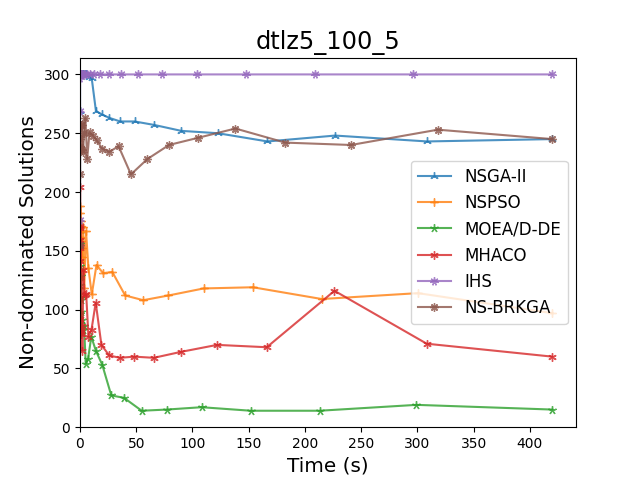 dtlz5_100_5
Non-dominated Solutions
300
250
200
150
100
50
0
NSGA-II
NSPSO
MOEA/D-DE
MHACO
IHS
NS-BRKGA
0 50 100 150 200 250 300 350 400
Time (s)